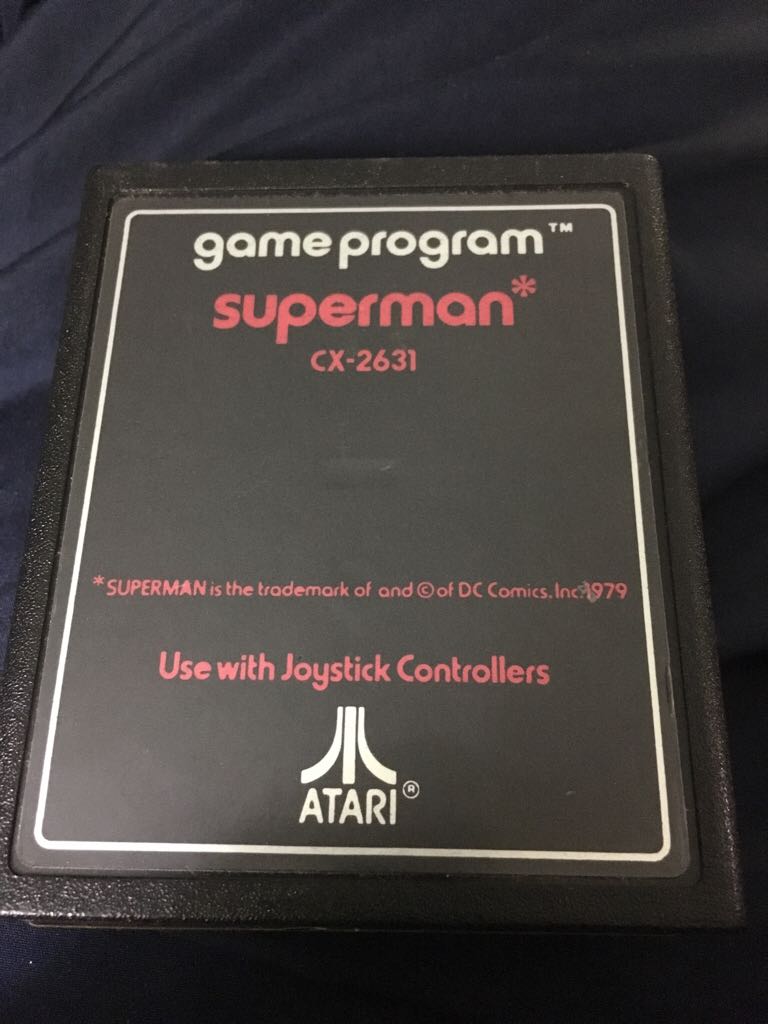 game program™
superman*
CX-2631
*SUPERMAN is the trademark of and © of DC Comics. Inc. 1979
Use with Joystick Controllers
ATARI®